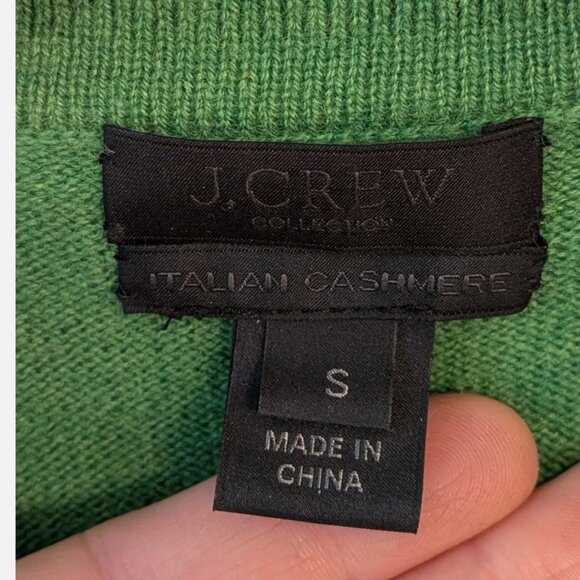 J.CREW
COLLECTION
ITALIAN CASHMERE
S
MADE IN
CHINA